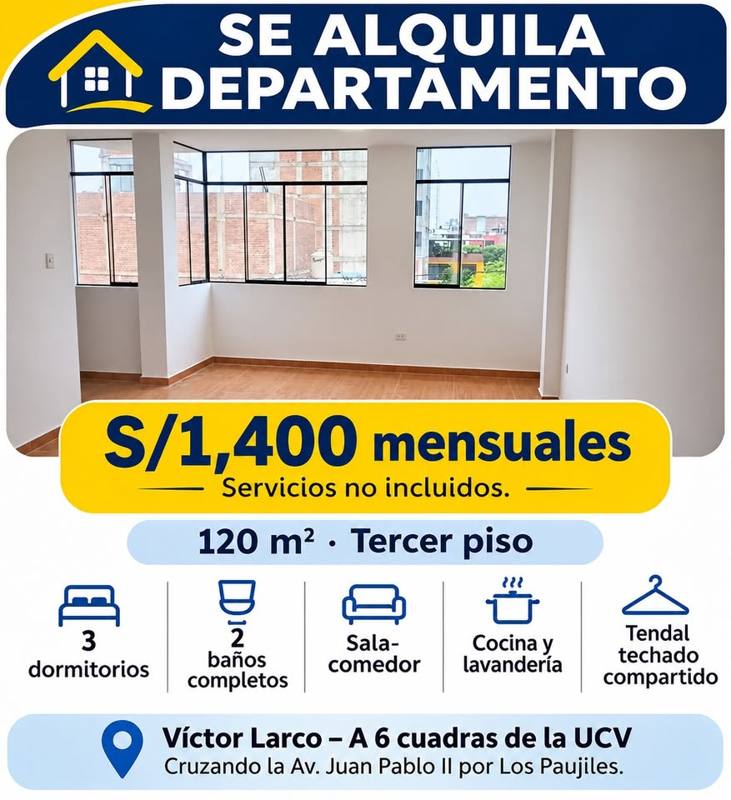 SE ALQUILA
DEPARTAMENTO
S/1,400 mensuales
Servicios no incluidos.
120 m² · Tercer piso
3
dormitorios
2
baños
completos
Sala-
comedor
Cocina y
lavandería
Tendal
techado
compartido
Víctor Larco – A 6 cuadras de la UCV
Cruzando la Av. Juan Pablo II por Los Paujiles.